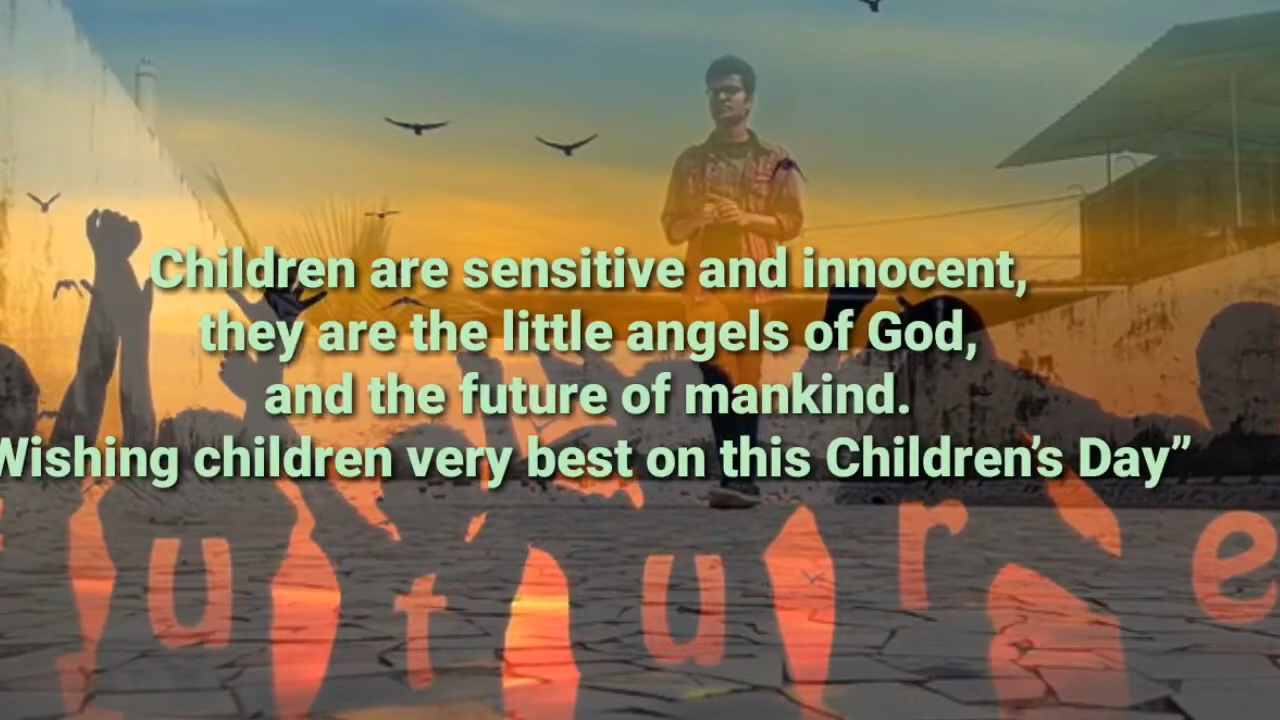 Children are sensitive and innocent,
they are the little angels of God,
and the future of mankind.
Wishing children very best on this Children’s Day”
future